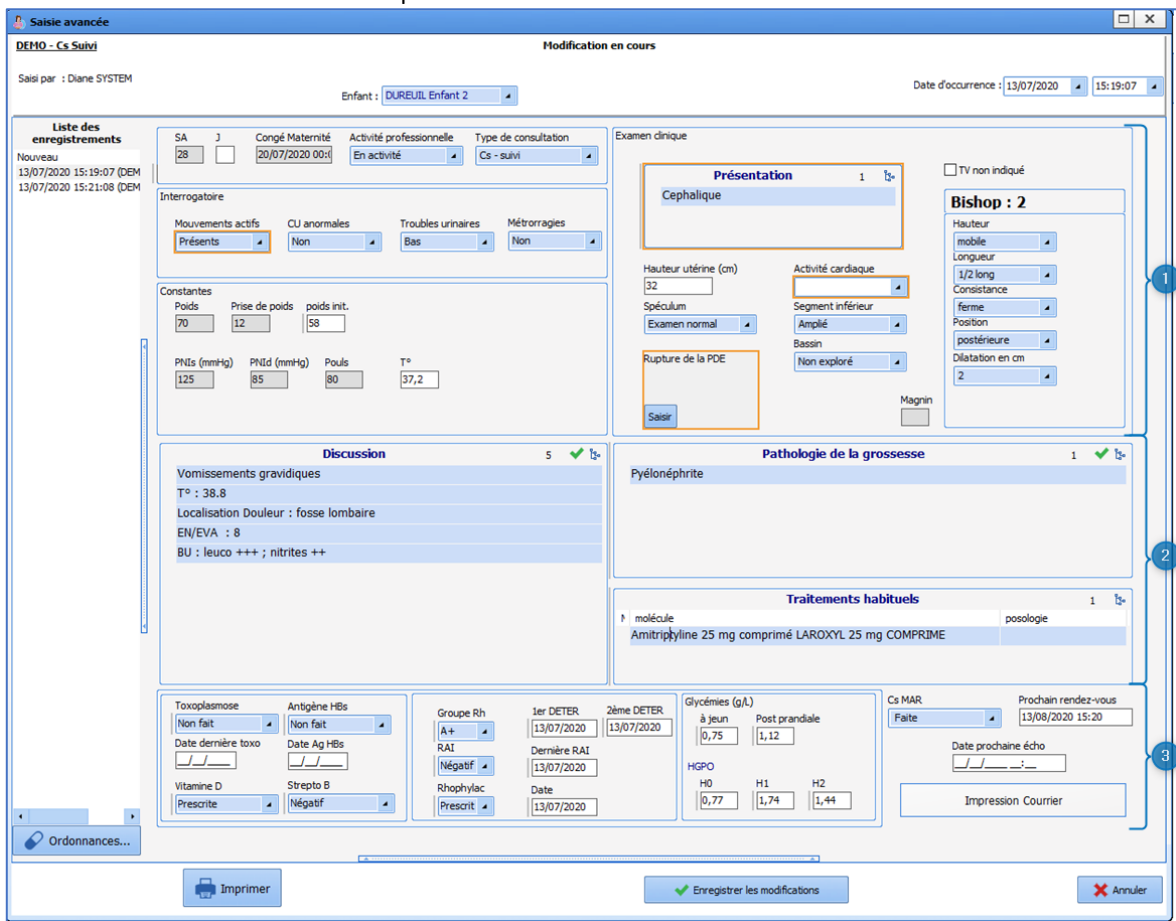 Saisie avancée
DEMO - Cs Suivi
Modification en cours
Saisi par : Diane SYSTEM
Enfant : DUREUIL Enfant 2
Date d'occurrence : 13/07/2020 15:19:07
Liste des
enregistrements
Nouveau
13/07/2020 15:19:07 (DEM
13/07/2020 15:21:08 (DEM
SA J Congé Maternité Activité professionnelle Type de consultation
28 20/07/2020 00:( En activité Cs - suivi
Interrogatoire
Mouvements actifs CU anormales Troubles urinaires Métrorragies
Présents Non Bas Non
Constantes
Poids Prise de poids poids init.
70 12 58
PNIs (mmHg) PNId (mmHg) Pouls T°
125 85 80 37,2
Examen clinique
Présentation 1
Cephalique
TV non indiqué
Bishop : 2
Hauteur
mobile
Longueur
1/2 long
Consistance
ferme
Position
postérieure
Dilatation en cm
2
Hauteur utérine (cm) Activité cardiaque
32
Spéculum Segment inférieur
Examen normal Amplié
Bassin
Non exploré
Rupture de la PDE
Saisir
Magnin
1
Discussion 5
Vomissements gravidiques
T° : 38.8
Localisation Douleur : fosse lombaire
EN/EVA : 8
BU : leuco +++ ; nitrites ++
Pathologie de la grossesse 1
Pyélonéphrite
2
Traitements habituels 1
molécule posologie
Amitriptyline 25 mg comprimé LAROXYL 25 mg COMPRIME
Toxoplasmose Antigène HBs
Non fait Non fait
Date dernière toxo Date Ag HBs
__/__/____ __/__/____
Vitamine D Strepto B
Prescrite Négatif
Groupe Rh 1er DETER 2ème DETER
A+ 13/07/2020 13/07/2020
RAI Dernière RAI
Négatif 13/07/2020
Rhophylac Date
Prescrit 13/07/2020
Glycémies (g/L)
à jeun Post prandiale
0,75 1,12
HGPO
H0 H1 H2
0,77 1,74 1,44
Cs MAR Prochain rendez-vous
Faite 13/08/2020 15:20
Date prochaine écho
__/__/____ __:__
Impression Courrier
3
Ordonnances...
Imprimer
Enregistrer les modifications
Annuler